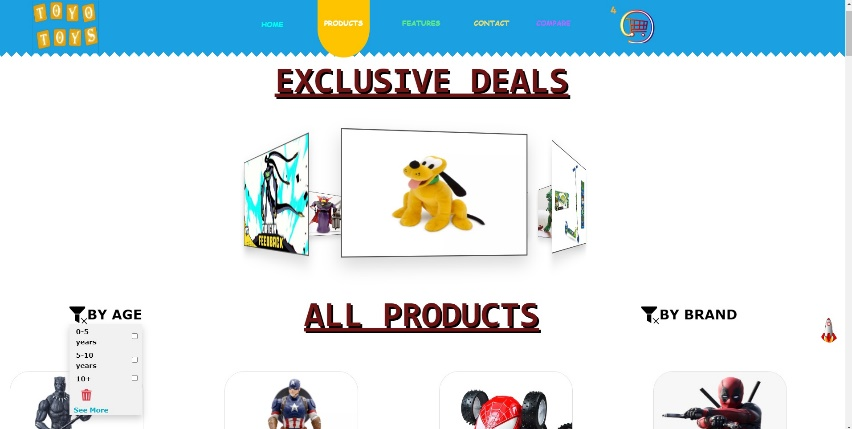 TOYO
TOYS
HOME
PRODUCTS
FEATURES
CONTACT
COMPARE
4
EXCLUSIVE DEALS
FEEDBACK
BY AGE
ALL PRODUCTS
BY BRAND
0-5
years
5-10
years
10+
See More